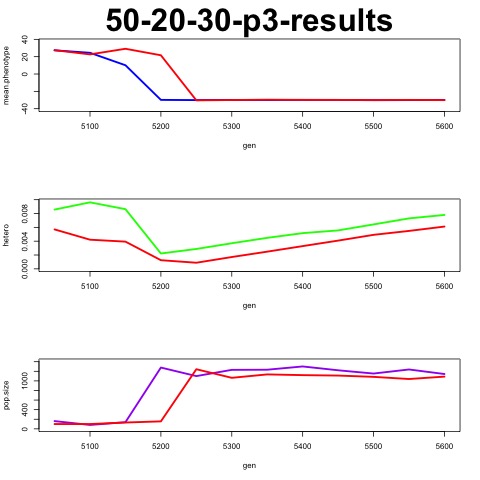 50-20-30-p3-results
mean.phenotype
40
20
0
-40
5100 5200 5300 5400 5500 5600
gen
hetero
0.008
0.004
0.000
5100 5200 5300 5400 5500 5600
gen
pop.size
1000
400
0
5100 5200 5300 5400 5500 5600
gen